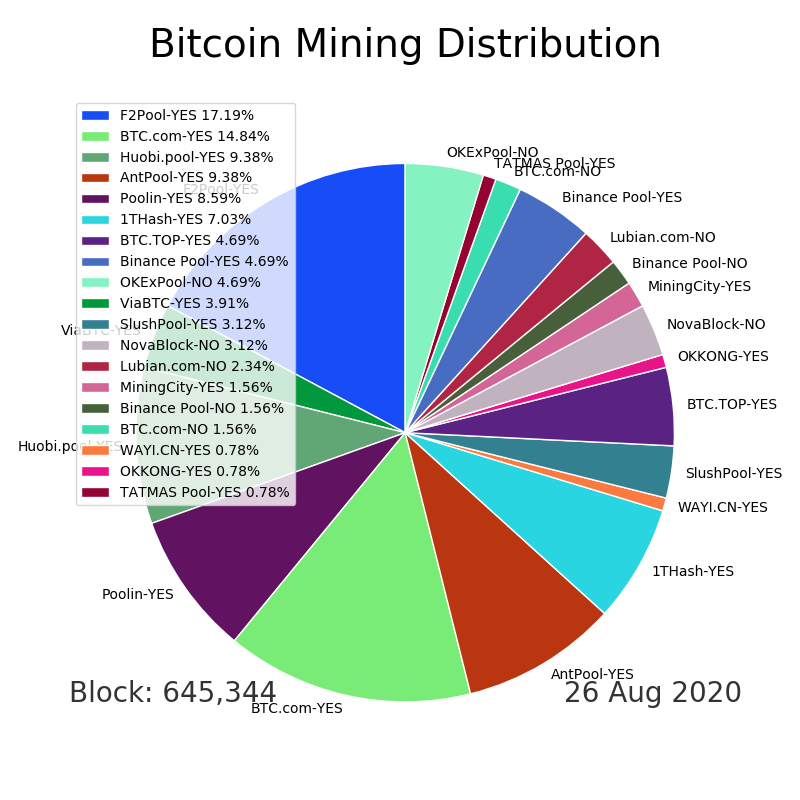 Bitcoin Mining Distribution
F2Pool-YES 17.19%
BTC.com-YES 14.84%
Huobi.pool-YES 9.38%
AntPool-YES 9.38%
Poolin-YES 8.59%
1THash-YES 7.03%
BTC.TOP-YES 4.69%
Binance Pool-YES 4.69%
OKExPool-NO 4.69%
ViaBTC-YES 3.91%
SlushPool-YES 3.12%
NovaBlock-NO 3.12%
Lubian.com-NO 2.34%
MiningCity-YES 1.56%
Binance Pool-NO 1.56%
BTC.com-NO 1.56%
WAYI.CN-YES 0.78%
OKKONG-YES 0.78%
TATMAS Pool-YES 0.78%
OKExPool-NO
TATMAS Pool-YES
BTC.com-NO
Binance Pool-YES
Lubian.com-NO
Binance Pool-NO
MiningCity-YES
NovaBlock-NO
OKKONG-YES
BTC.TOP-YES
SlushPool-YES
WAYI.CN-YES
1THash-YES
AntPool-YES
BTC.com-YES
Poolin-YES
Huobi.pool-YES
ViaBTC-YES
F2Pool-YES
Block: 645,344
26 Aug 2020